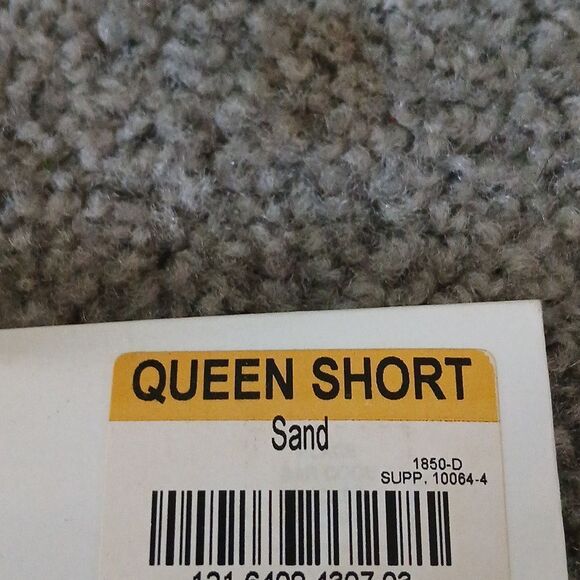 QUEEN SHORT
Sand
1850-D
SUPP. 10064-4